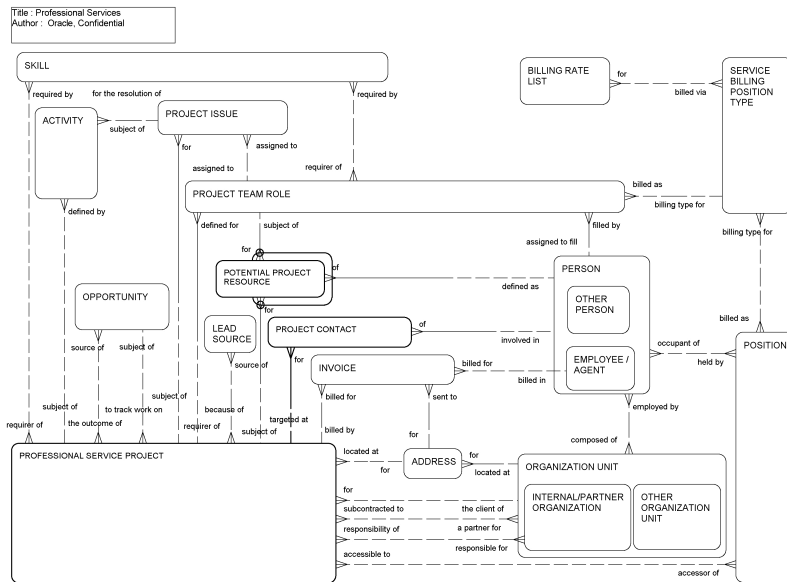 Title : Professional Services
Author : Oracle, Confidential
SKILL
BILLING RATE
LIST
for
billed via
SERVICE
BILLING
POSITION
TYPE
required by
for the resolution of
required by
ACTIVITY
subject of
PROJECT ISSUE
for
assigned to
assigned to
requirer of
PROJECT TEAM ROLE
billed as
billing type for
defined by
defined for
subject of
filled by
billing type for
assigned to fill
for
of
POTENTIAL PROJECT
RESOURCE
defined as
for
PERSON
OTHER
PERSON
OPPORTUNITY
LEAD
SOURCE
PROJECT CONTACT
of
involved in
billed as
POSITION
source of
subject of
source of
for
INVOICE
billed for
billed in
EMPLOYEE /
AGENT
occupant of
held by
subject of
billed for
sent to
employed by
subject of
to track work on
because of
targeted at
requirer of
the outcome of
requirer of
subject of
billed by
for
composed of
PROFESSIONAL SERVICE PROJECT
located at
for
ADDRESS
for
located at
ORGANIZATION UNIT
INTERNAL/PARTNER
ORGANIZATION
OTHER
ORGANIZATION
UNIT
for
subcontracted to
the client of
responsibility of
a partner for
responsible for
accessible to
accessor of